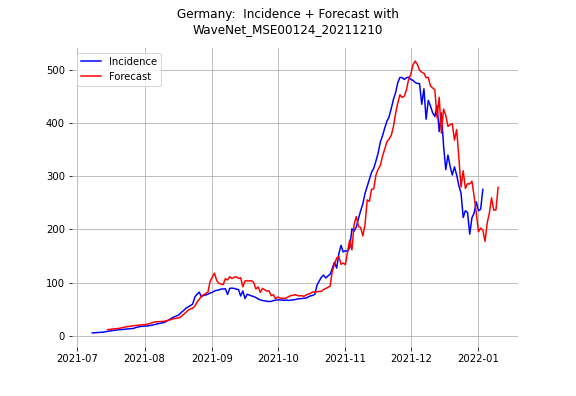 Germany:  Incidence + Forecast with
WaveNet_MSE00124_20211210
Incidence
Forecast
500
400
300
200
100
0
2021-07 2021-08 2021-09 2021-10 2021-11 2021-12 2022-01